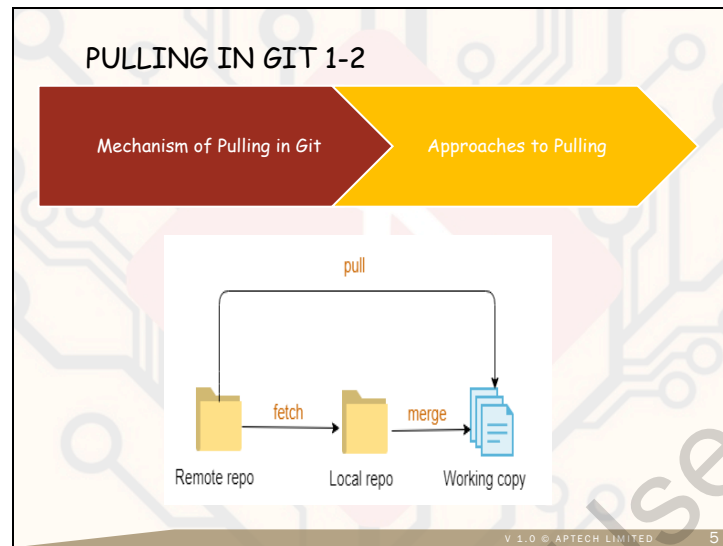 PULLING IN GIT 1-2
Mechanism of Pulling in Git
Approaches to Pulling
pull
fetch
merge
Remote repo
Local repo
Working copy
V 1.0 © APTECH LIMITED
5